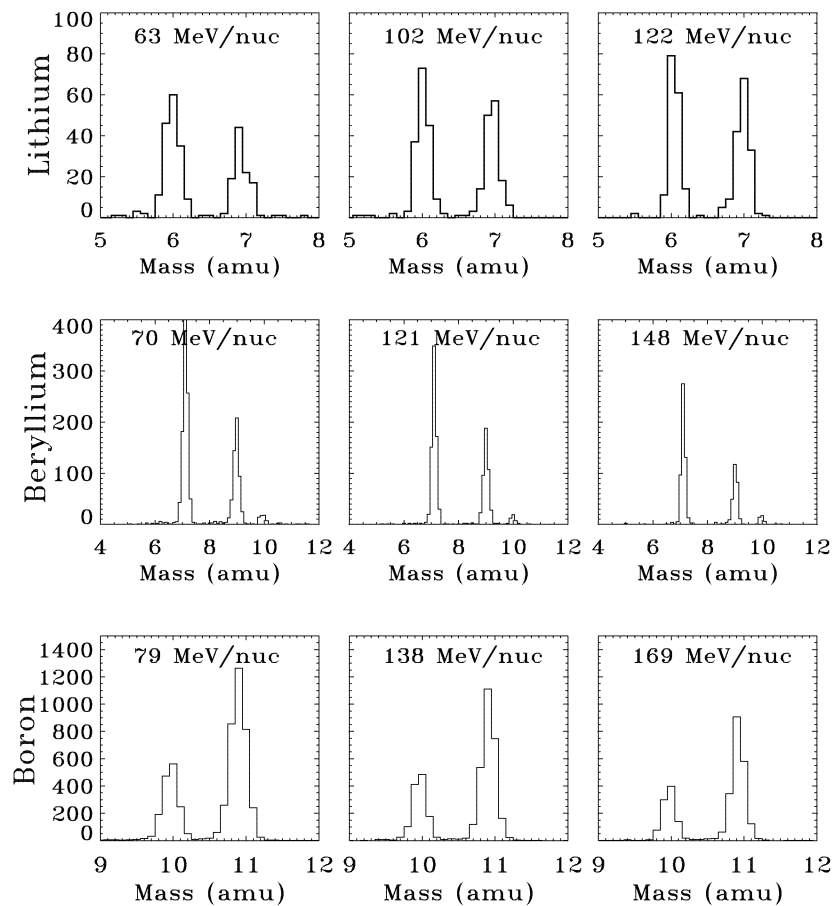 Lithium
100
80
60
40
20
0
63 MeV/nuc
102 MeV/nuc
122 MeV/nuc
5 6 7 8
5 6 7 8
5 6 7 8
Mass (amu)
Mass (amu)
Mass (amu)
Beryllium
400
300
200
100
0
70 MeV/nuc
121 MeV/nuc
148 MeV/nuc
4 6 8 10 12
4 6 8 10 12
4 6 8 10 12
Mass (amu)
Mass (amu)
Mass (amu)
Boron
1400
1200
1000
800
600
400
200
0
79 MeV/nuc
138 MeV/nuc
169 MeV/nuc
9 10 11 12
9 10 11 12
9 10 11 12
Mass (amu)
Mass (amu)
Mass (amu)